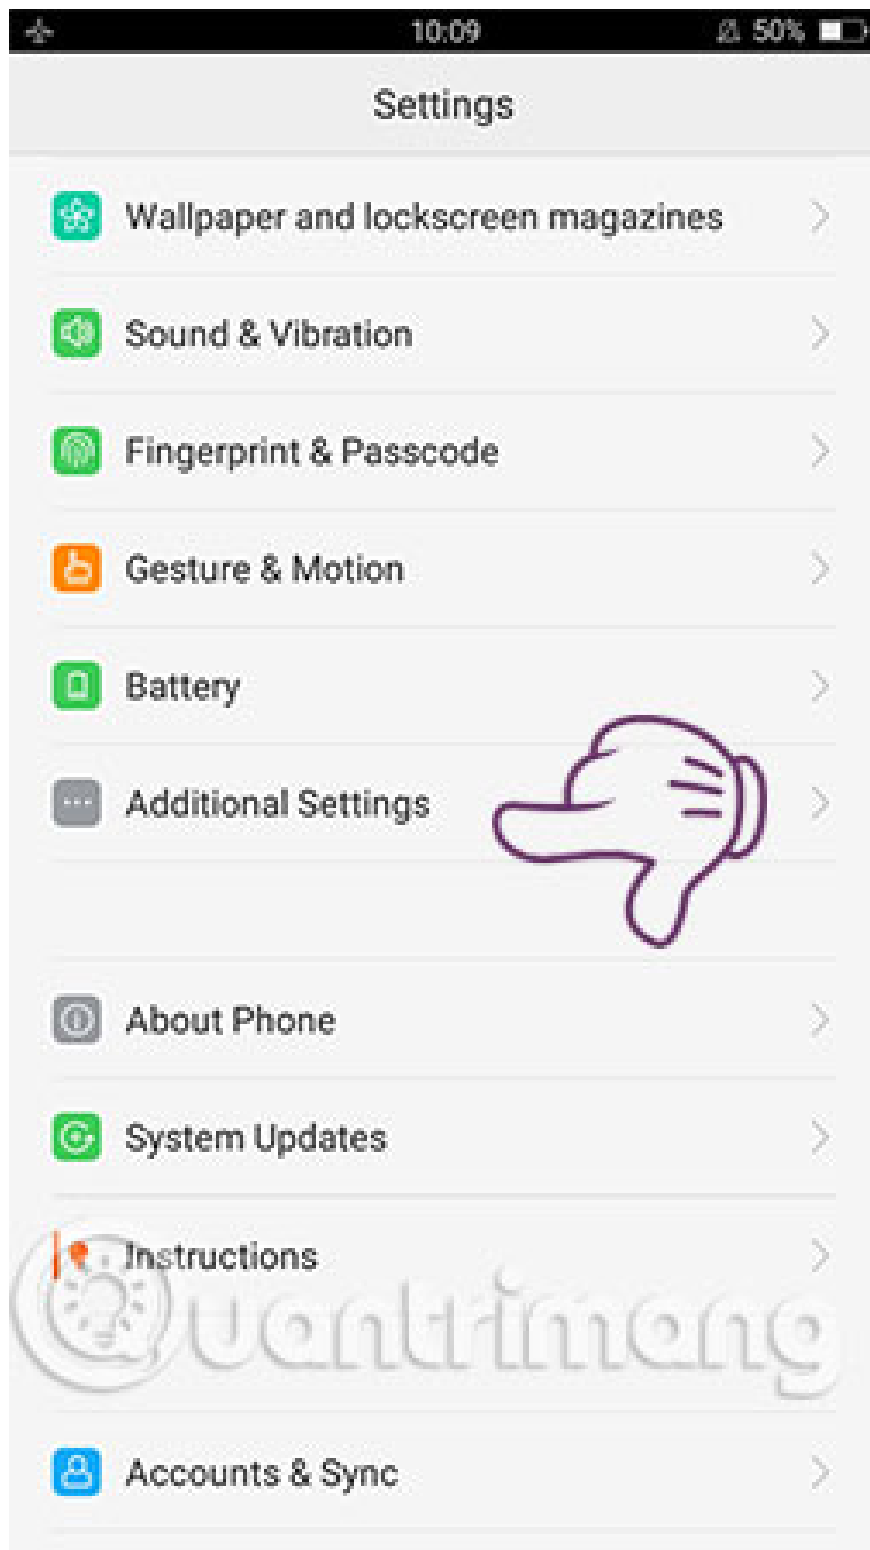 10:09
50%
Settings
Wallpaper and lockscreen magazines
Sound & Vibration
Fingerprint & Passcode
Gesture & Motion
Battery
Additional Settings
About Phone
System Updates
Instructions
Quantrimang
Accounts & Sync